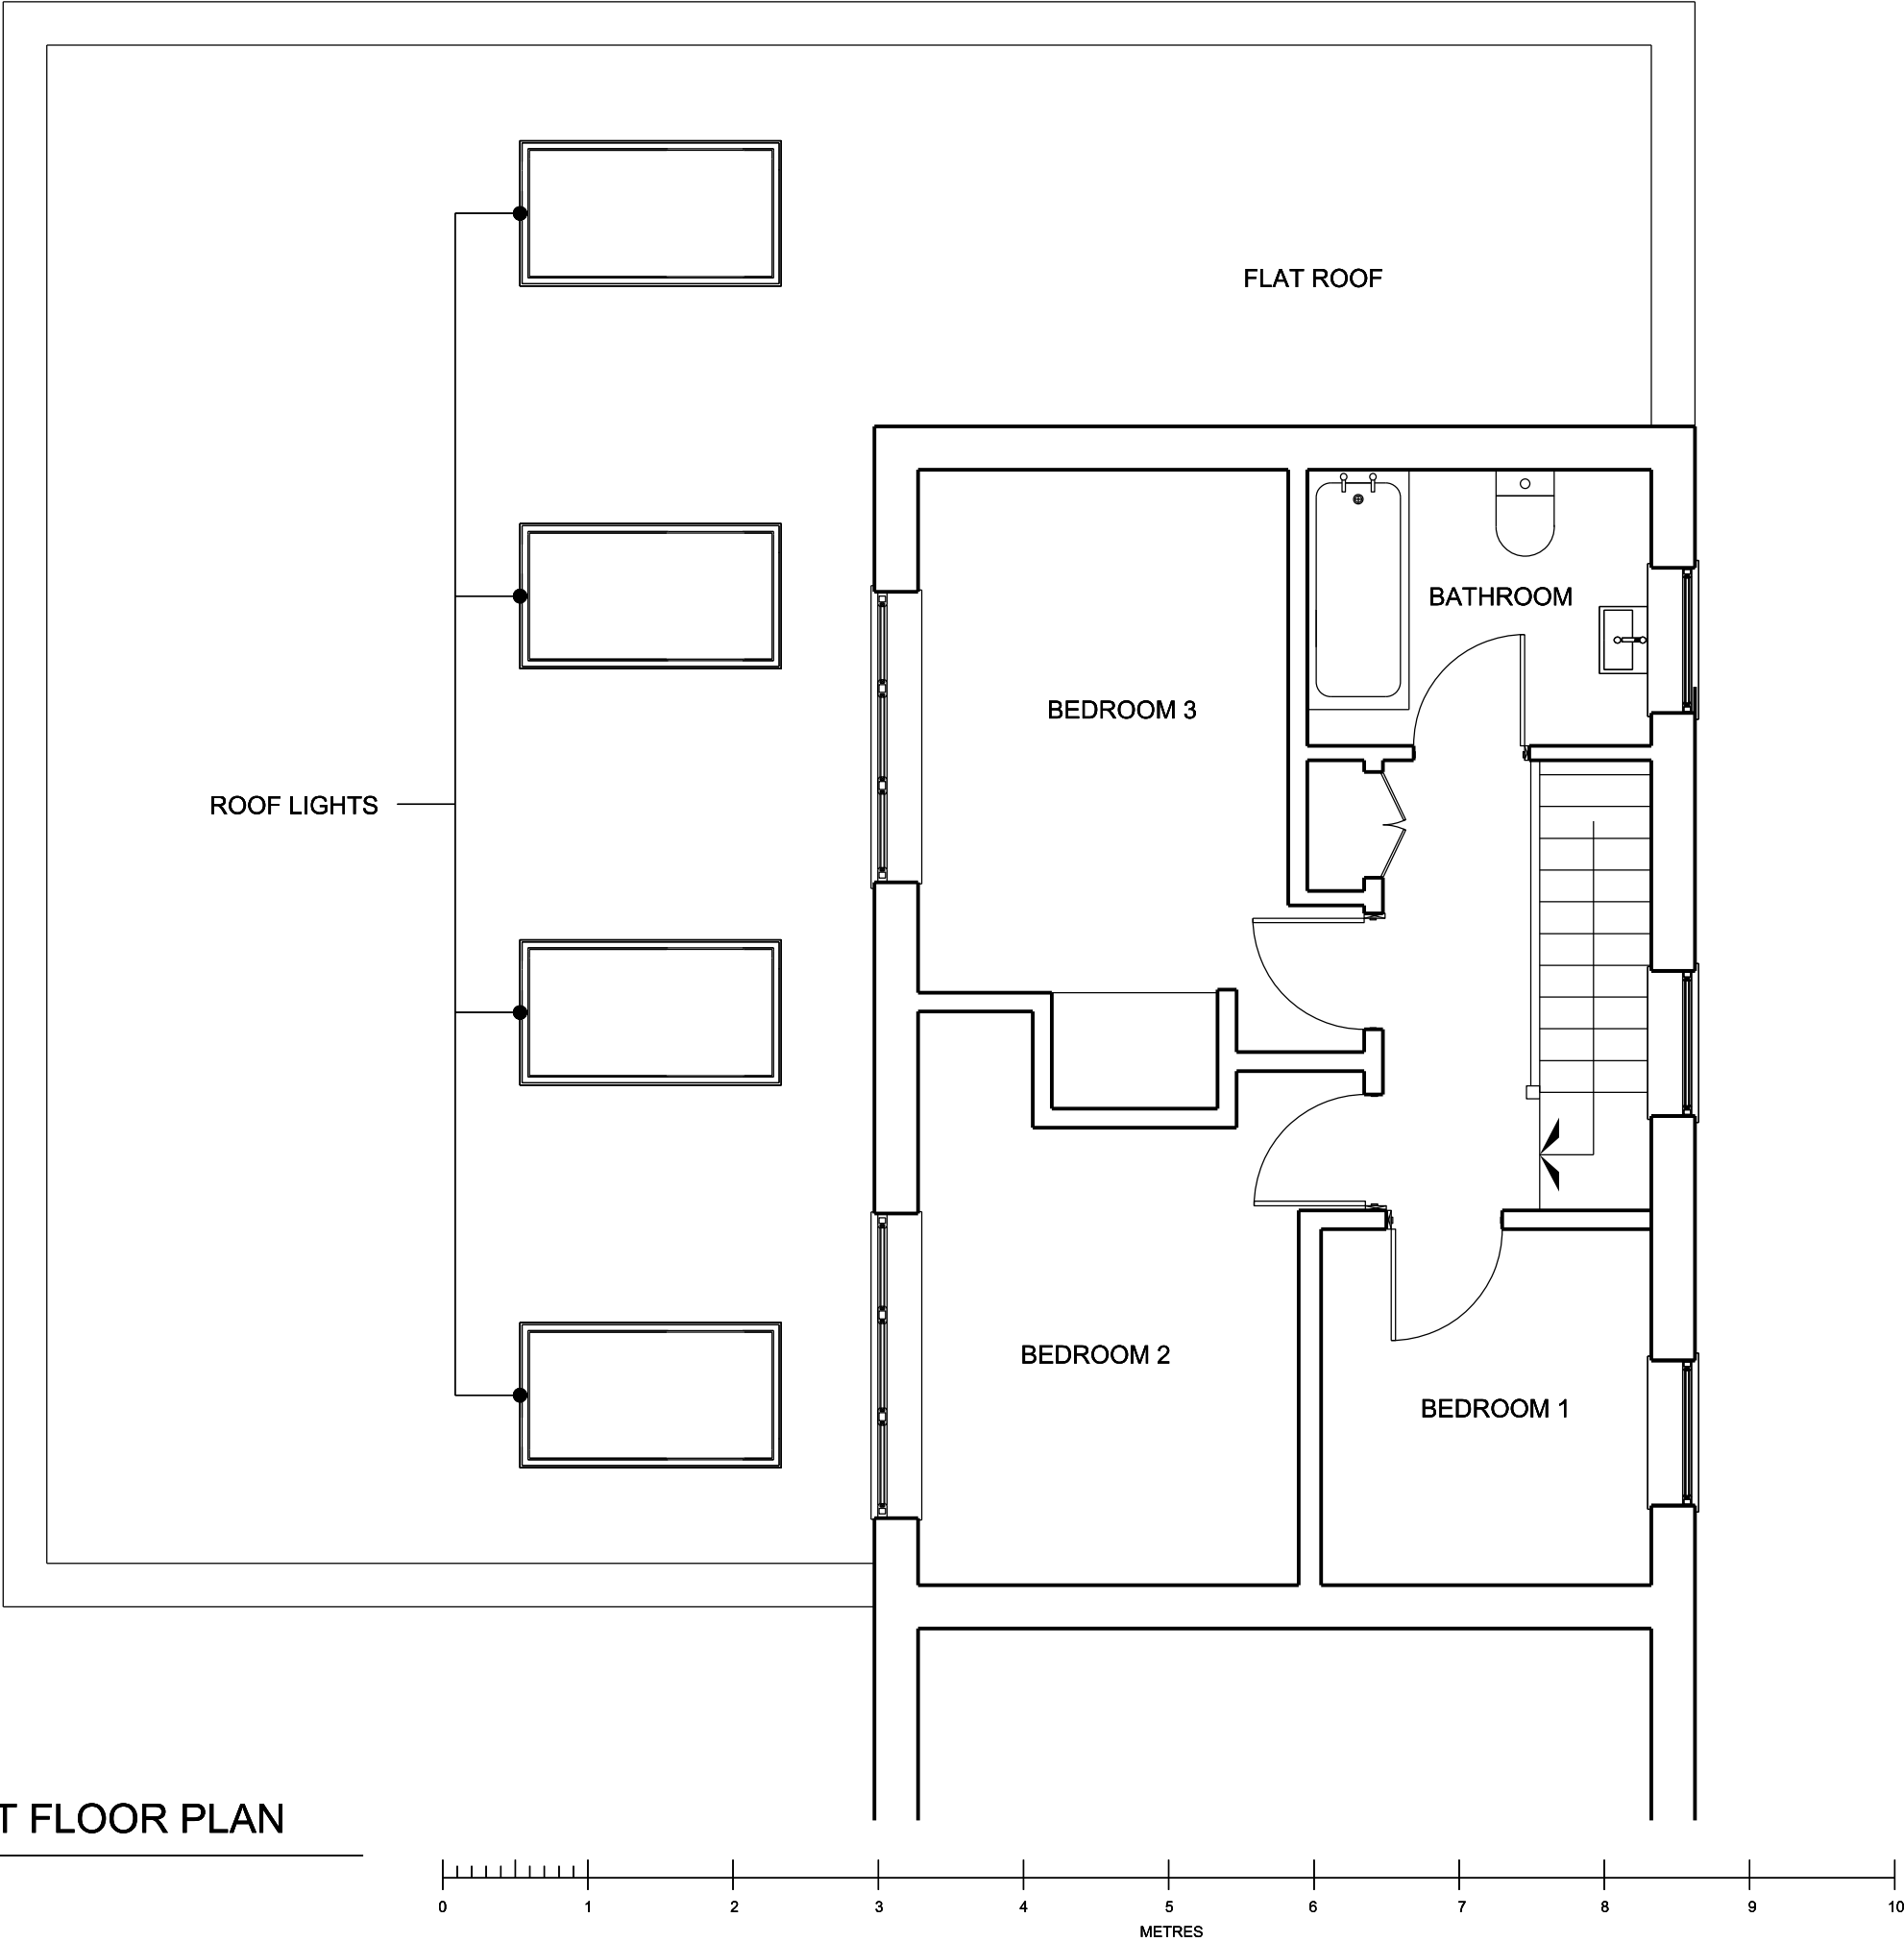 FLAT ROOF
BATHROOM
BEDROOM 3
ROOF LIGHTS
BEDROOM 2
BEDROOM 1
T FLOOR PLAN
0 1 2 3 4 5 6 7 8 9 10
METRES